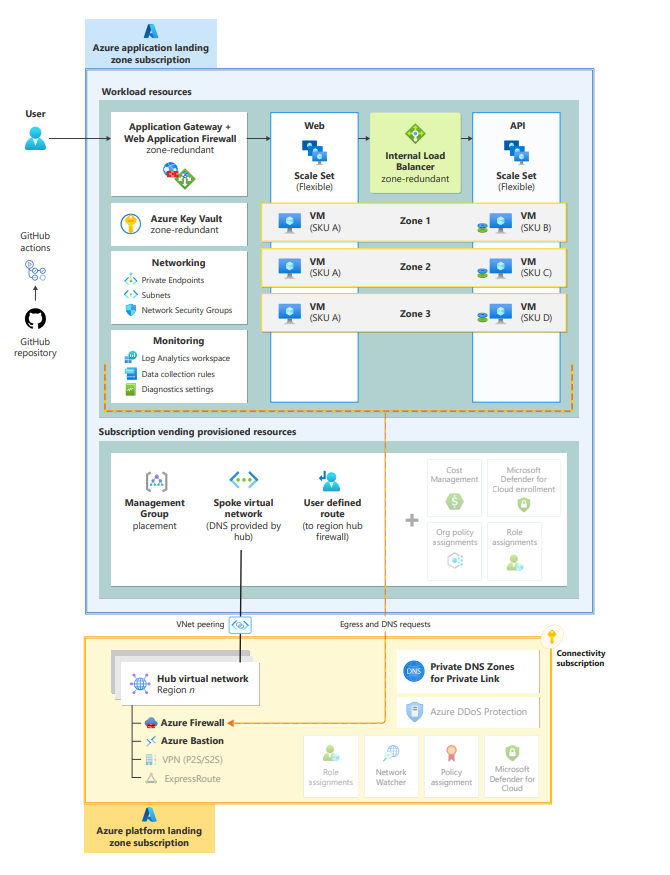 Azure application landing
zone subscription
Workload resources
User
Application Gateway +
Web Application Firewall
zone-redundant
Web
Scale Set
(Flexible)
Internal Load
Balancer
zone-redundant
API
Scale Set
(Flexible)
Azure Key Vault
zone-redundant
VM
(SKU A)
Zone 1
VM
(SKU B)
GitHub
actions
Networking
Private Endpoints
Subnets
Network Security Groups
VM
(SKU A)
Zone 2
VM
(SKU C)
VM
(SKU A)
Zone 3
VM
(SKU D)
GitHub
repository
Monitoring
Log Analytics workspace
Data collection rules
Diagnostics settings
Subscription vending provisioned resources
Management
Group
placement
Spoke virtual
network
(DNS provided by
hub)
User defined
route
(to region hub
firewall)
Cost
Management
Microsoft
Defender for
Cloud enrollment
Org policy
assignments
Role
assignments
VNet peering
Egress and DNS requests
Connectivity
subscription
Hub virtual network
Region n
Azure Firewall
Azure Bastion
VPN (P2S/S2S)
ExpressRoute
DNS
Private DNS Zones
for Private Link
Azure DDoS Protection
Role
assignments
Network
Watcher
Policy
assignment
Microsoft
Defender for
Cloud
Azure platform landing
zone subscription